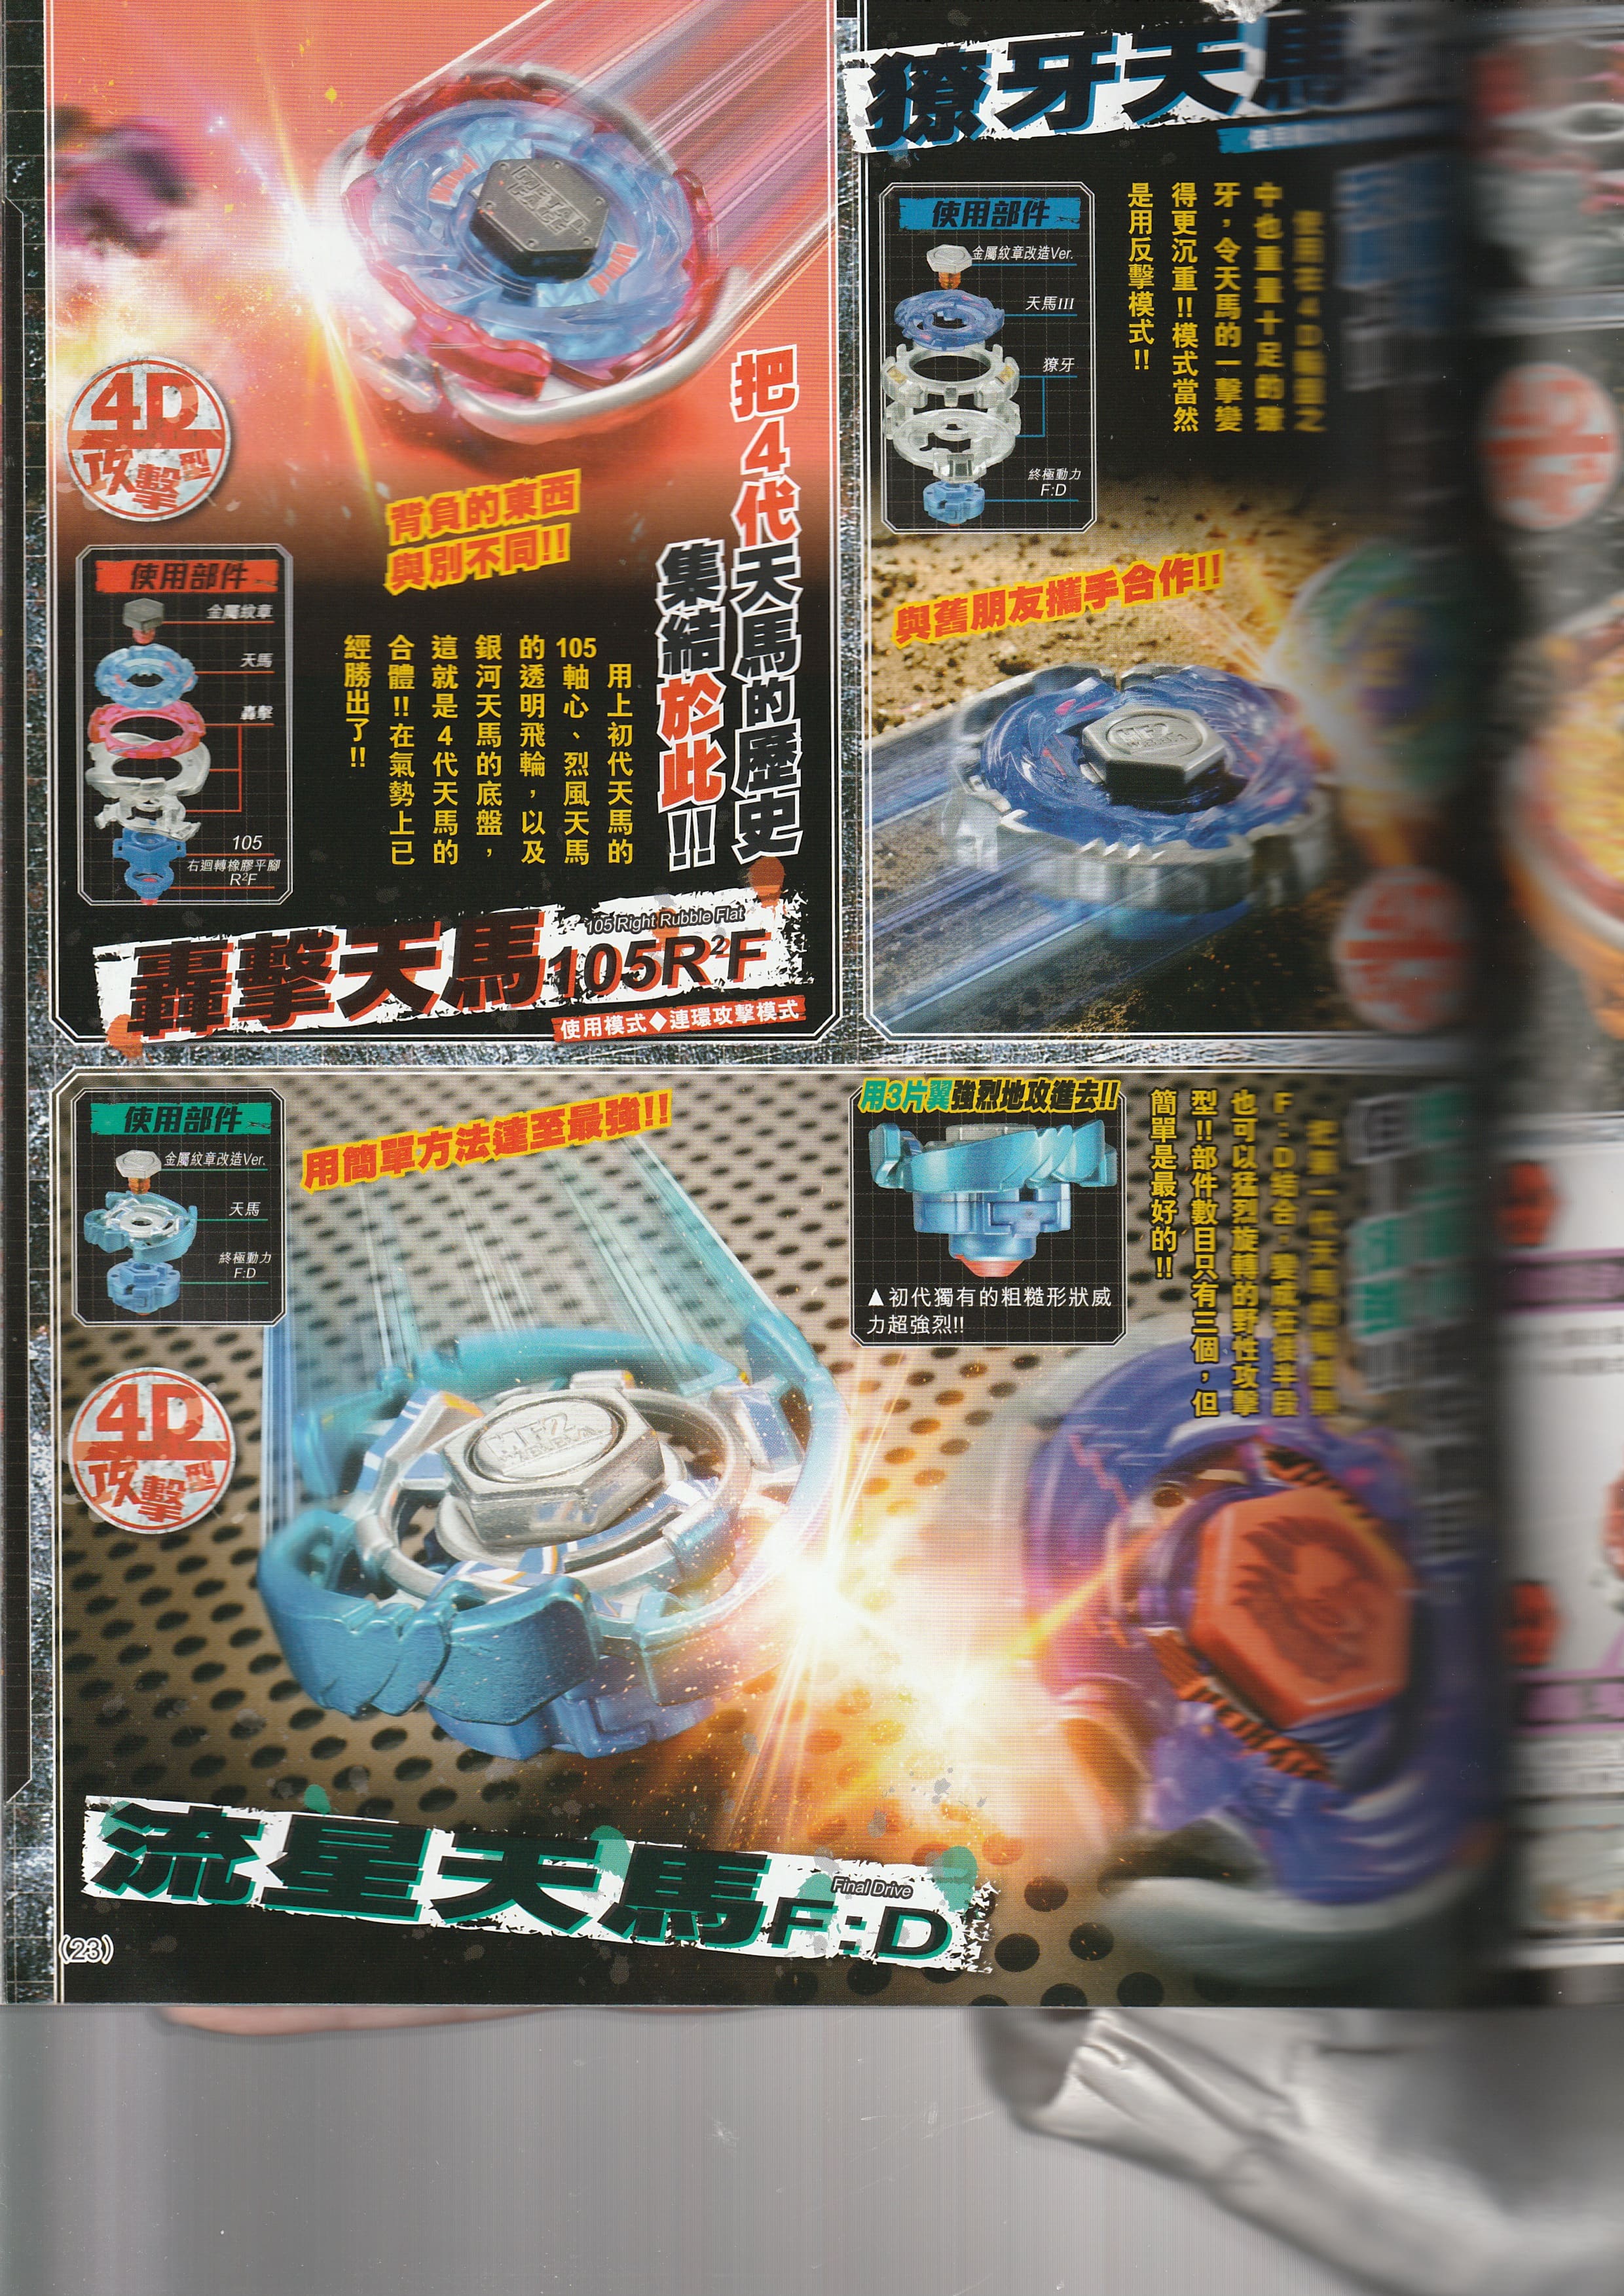 METAL
FACE
4D
攻擊型
背負的東西
與別不同!!
把4代天馬的歷史
集結於此!!
使用部件
金屬紋章
天馬
轟擊
105
右迴轉橡膠平腳
R²F
用上初代天馬的
105軸心、烈風天馬
的透明飛輪，以及
銀河天馬的底盤，
這就是4代天馬的
合體!!在氣勢上已
經勝出了!!
105 Right Rubble Flat
轟擊天馬105R²F
使用模式◆連環攻擊模式
獠牙天馬
使用部件
金屬紋章改造Ver.
天馬III
獠牙
終極動力
F:D
中也重量十足的獠
牙，令天馬的一擊變
得更沉重!!模式當然
是用反擊模式!!
與舊朋友攜手合作!!
使用部件
金屬紋章改造Ver.
天馬
終極動力
F:D
用簡單方法達至最強!!
用3片翼強烈地攻進去!!
▲初代獨有的粗糙形狀威
力超強烈!!
F:D結合。變成在後半段
也可以猛烈旋轉的野性攻擊
型!!部件數目只有三個，但
簡單是最好的!!
4D
攻擊型
MF2
Final Drive
流星天馬F:D
(23)